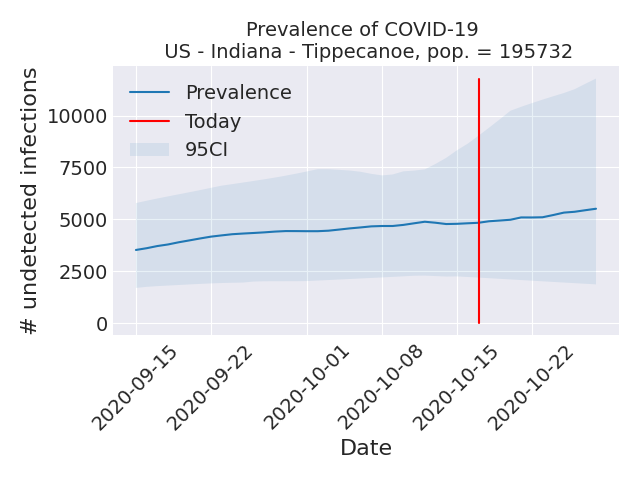 Prevalence of COVID-19
US - Indiana - Tippecanoe, pop. = 195732
# undetected infections
10000
7500
5000
2500
0
Prevalence
Today
95CI
2020-09-15
2020-09-22
2020-10-01
2020-10-08
2020-10-15
2020-10-22
Date